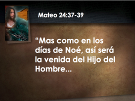 Mateo 24:37-39
“Mas como en los
días de Noé, así será
la venida del Hijo del
Hombre...